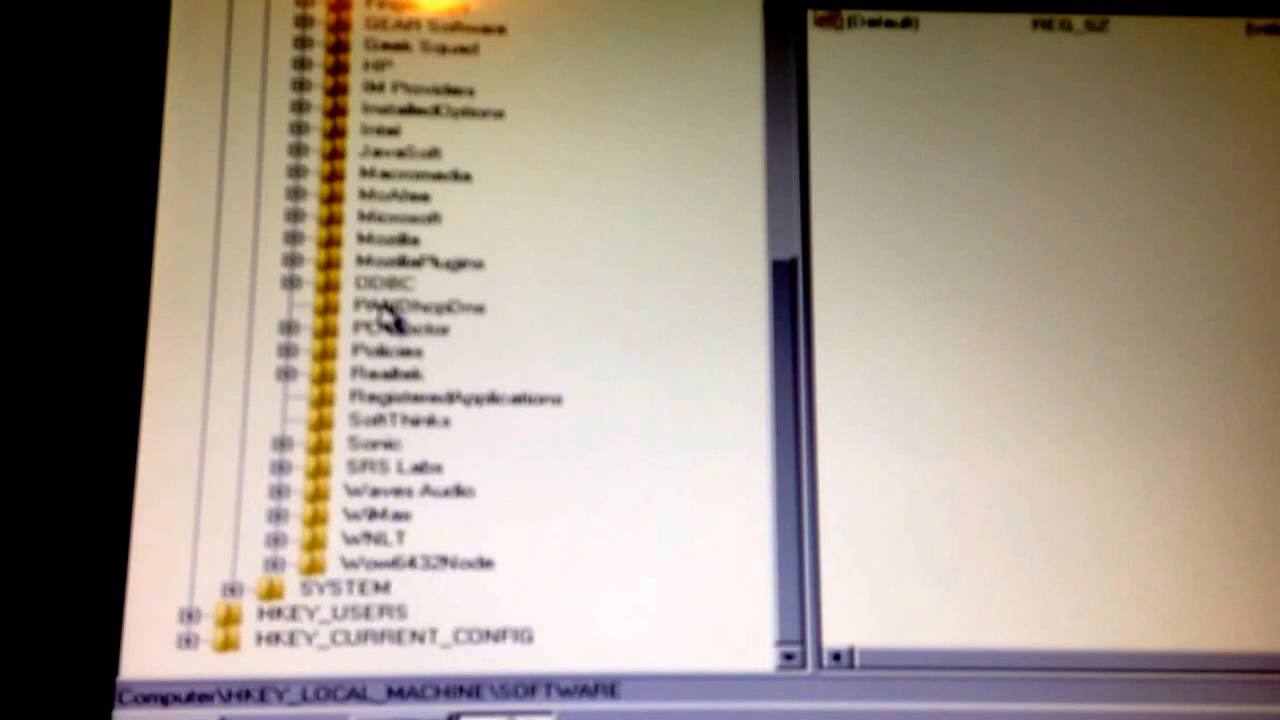 GEAR Software
Geek Squad
HP
IM Providers
InstalledOptions
Intel
JavaSoft
Macromedia
McAfee
Microsoft
Mozilla
MozillaPlugins
ODBC
Policies
Realtek
RegisteredApplications
SoftThinks
Sonic
SRS Labs
Waves Audio
WiMax
WNLT
Wow6432Node
SYSTEM
HKEY_USERS
HKEY_CURRENT_CONFIG
(Default) REG_SZ
Computer\HKEY_LOCAL_MACHINE\SOFTWARE